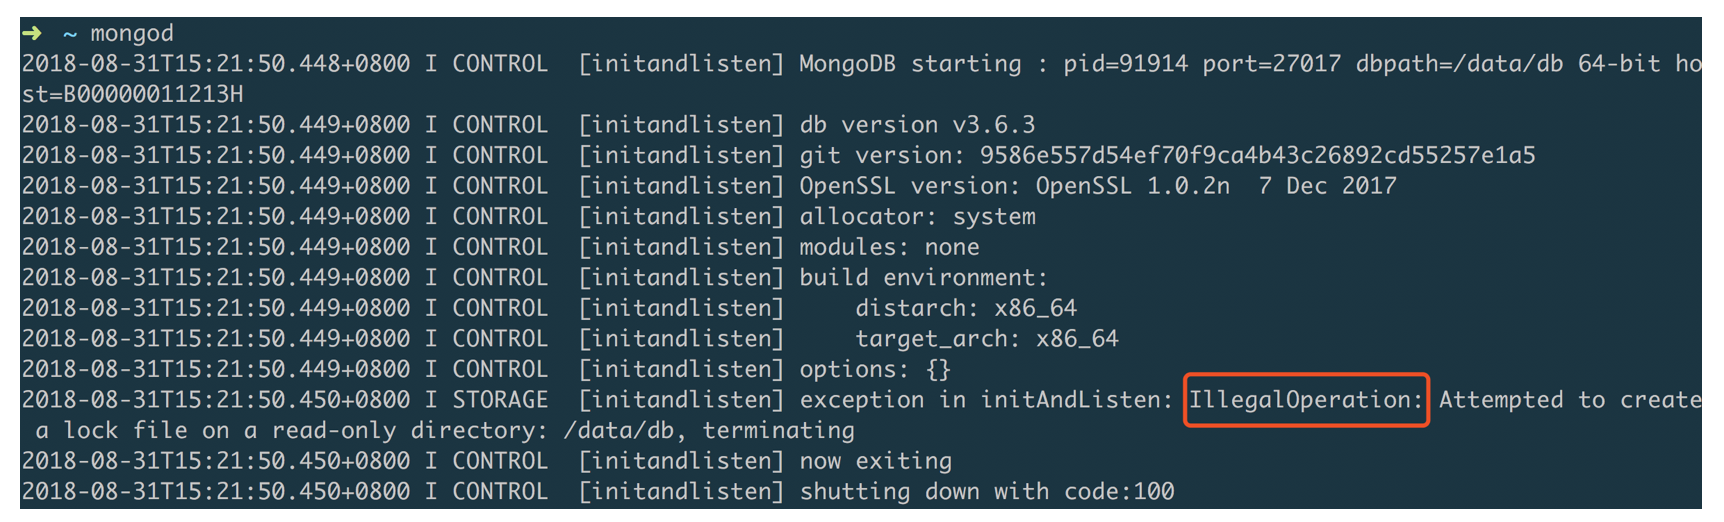 ➜  ~ mongod
2018-08-31T15:21:50.448+0800 I CONTROL  [initandlisten] MongoDB starting : pid=91914 port=27017 dbpath=/data/db 64-bit ho
st=B00000011213H
2018-08-31T15:21:50.449+0800 I CONTROL  [initandlisten] db version v3.6.3
2018-08-31T15:21:50.449+0800 I CONTROL  [initandlisten] git version: 9586e557d54ef70f9ca4b43c26892cd55257e1a5
2018-08-31T15:21:50.449+0800 I CONTROL  [initandlisten] OpenSSL version: OpenSSL 1.0.2n  7 Dec 2017
2018-08-31T15:21:50.449+0800 I CONTROL  [initandlisten] allocator: system
2018-08-31T15:21:50.449+0800 I CONTROL  [initandlisten] modules: none
2018-08-31T15:21:50.449+0800 I CONTROL  [initandlisten] build environment:
2018-08-31T15:21:50.449+0800 I CONTROL  [initandlisten]     distarch: x86_64
2018-08-31T15:21:50.449+0800 I CONTROL  [initandlisten]     target_arch: x86_64
2018-08-31T15:21:50.449+0800 I CONTROL  [initandlisten] options: {}
2018-08-31T15:21:50.450+0800 I STORAGE  [initandlisten] exception in initAndListen: IllegalOperation: Attempted to create
 a lock file on a read-only directory: /data/db, terminating
2018-08-31T15:21:50.450+0800 I CONTROL  [initandlisten] now exiting
2018-08-31T15:21:50.450+0800 I CONTROL  [initandlisten] shutting down with code:100